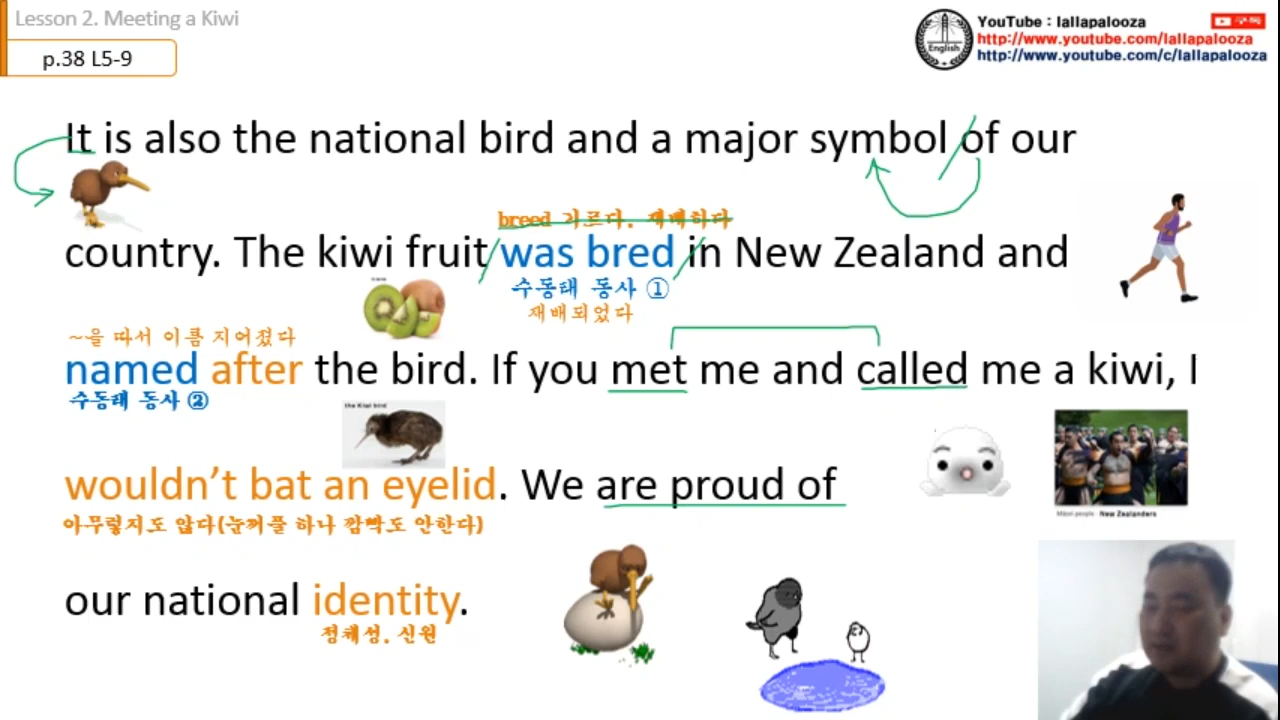 Lesson 2. Meeting a Kiwi
p.38 L5-9
English
YouTube : lallapalooza
구독
http://www.youtube.com/lallapalooza
http://www.youtube.com/c/lallapalooza
It is also the national bird and a major symbol of our
breed 기르다, 재배하다
country. The kiwi fruit was bred in New Zealand and
수동태 동사 ①
재배되었다
~을 따서 이름 지어졌다
named after the bird. If you met me and called me a kiwi, I
수동태 동사 ②
the Kiwi bird
wouldn't bat an eyelid. We are proud of
아무렇지도 않다(눈꺼풀 하나 깜빡도 안한다)
Māori people · New Zealanders
our national identity.
정체성, 신원